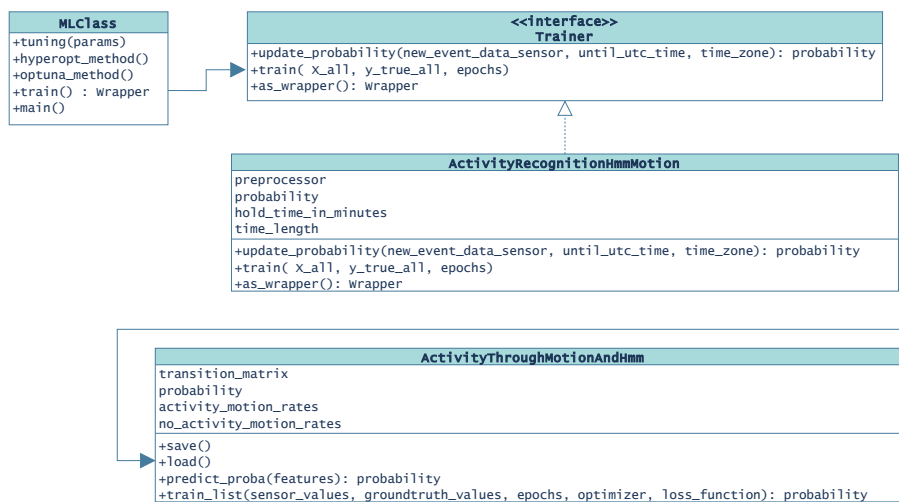 MLClass
+tuning(params)
+hyperopt_method()
+optuna_method()
+train() : Wrapper
+main()
<<interface>>
Trainer
+update_probability(new_event_data_sensor, until_utc_time, time_zone): probability
+train( X_all, y_true_all, epochs)
+as_wrapper(): Wrapper
ActivityRecognitionHmmMotion
preprocessor
probability
hold_time_in_minutes
time_length
+update_probability(new_event_data_sensor, until_utc_time, time_zone): probability
+train( X_all, y_true_all, epochs)
+as_wrapper(): Wrapper
ActivityThroughMotionAndHmm
transition_matrix
probability
activity_motion_rates
no_activity_motion_rates
+save()
+load()
+predict_proba(features): probability
+train_list(sensor_values, groundtruth_values, epochs, optimizer, loss_function): probability